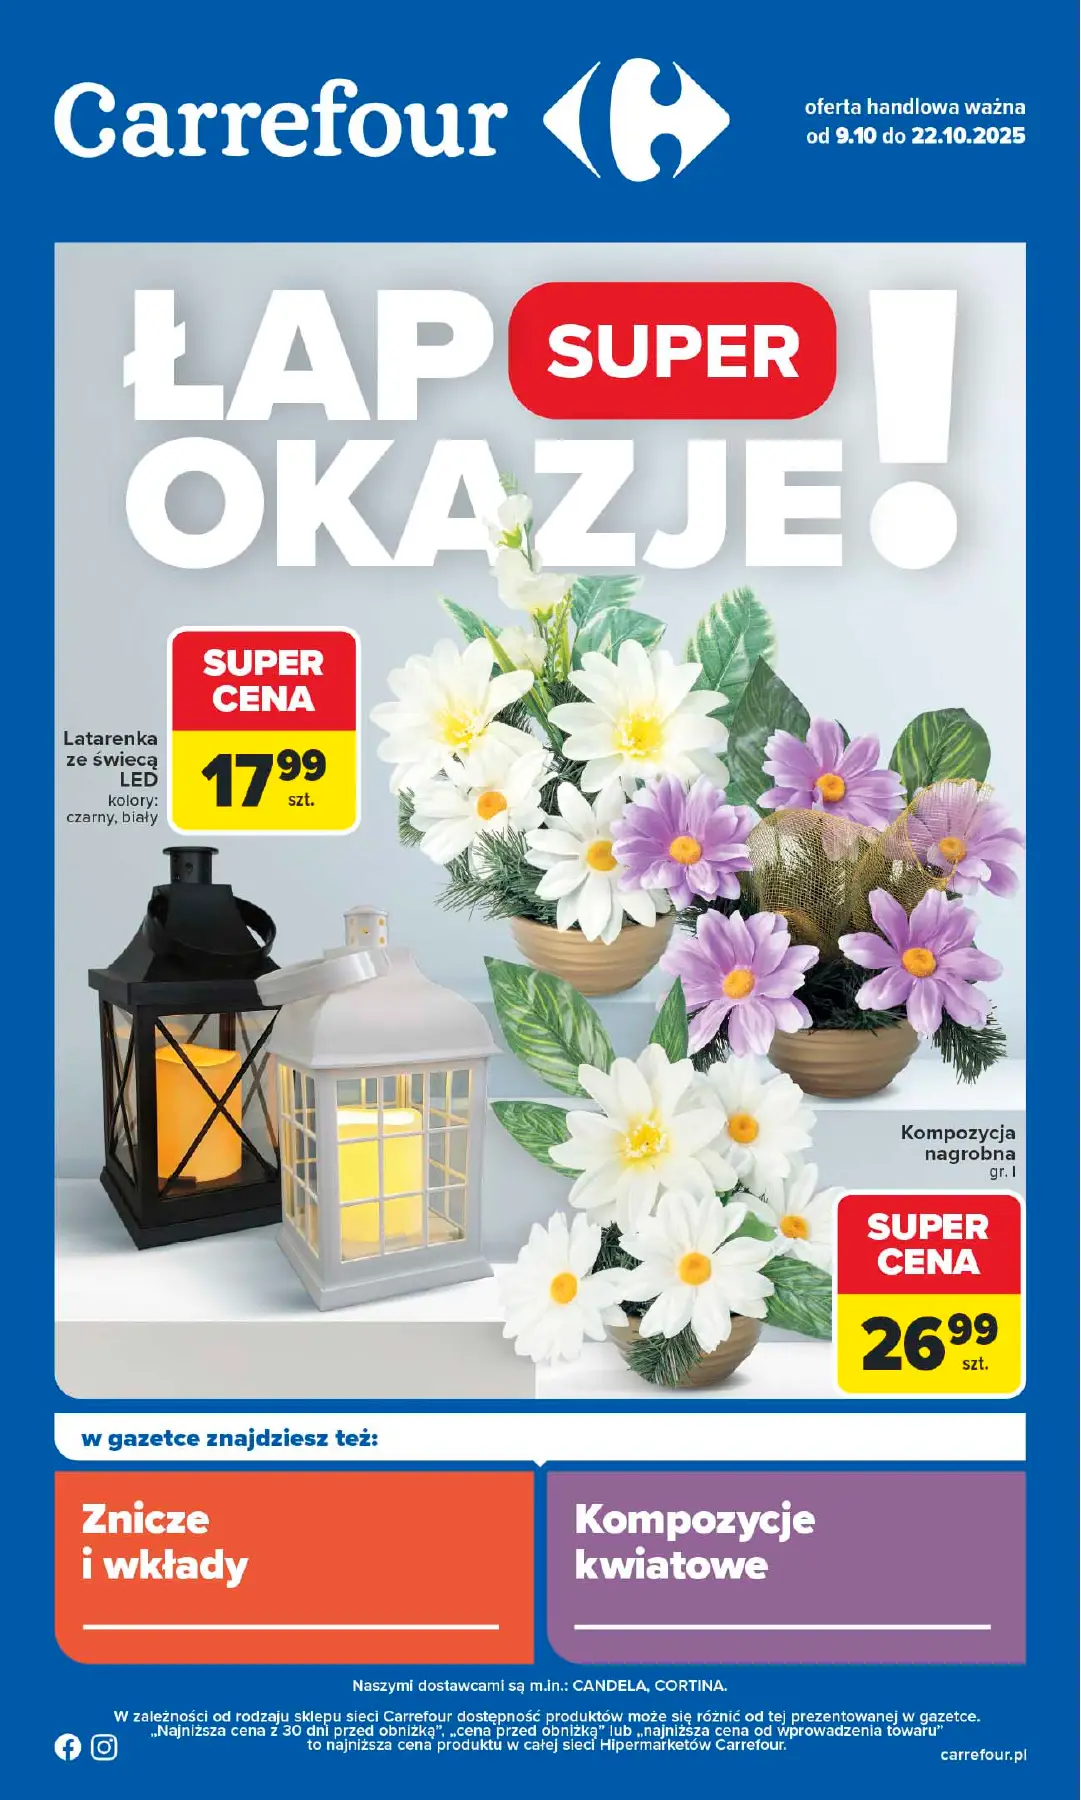 Carrefour
oferta handlowa ważna
od 9.10 do 22.10.2025
ŁAP SUPER
OKAZJE!
SUPER
CENA
17 99
szt.
Latarenka
ze świecą
LED
kolory:
czarny, biały
Kompozycja
nagrobna
gr. I
SUPER
CENA
26 99
szt.
w gazetce znajdziesz też:
Znicze
i wkłady
Kompozycje
kwiatowe
Naszymi dostawcami są m.in.: CANDELA, CORTINA.
W zależności od rodzaju sklepu sieci Carrefour dostępność produktów może się różnić od tej prezentowanej w gazetce.
„Najniższa cena z 30 dni przed obniżką”, „cena przed obniżką” lub „najniższa cena od wprowadzenia towaru”
to najniższa cena produktu w całej sieci Hipermarketów Carrefour.
carrefour.pl